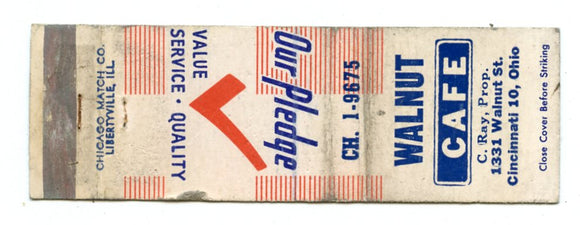 Close Cover Before Striking
WALNUT
CAFE
C. Ray, Prop.
1331 Walnut St.
Cincinnati 10, Ohio
CH. 1-9675
Our Pledge
VALUE
SERVICE • QUALITY
CHICAGO MATCH CO.
LIBERTYVILLE, ILL.